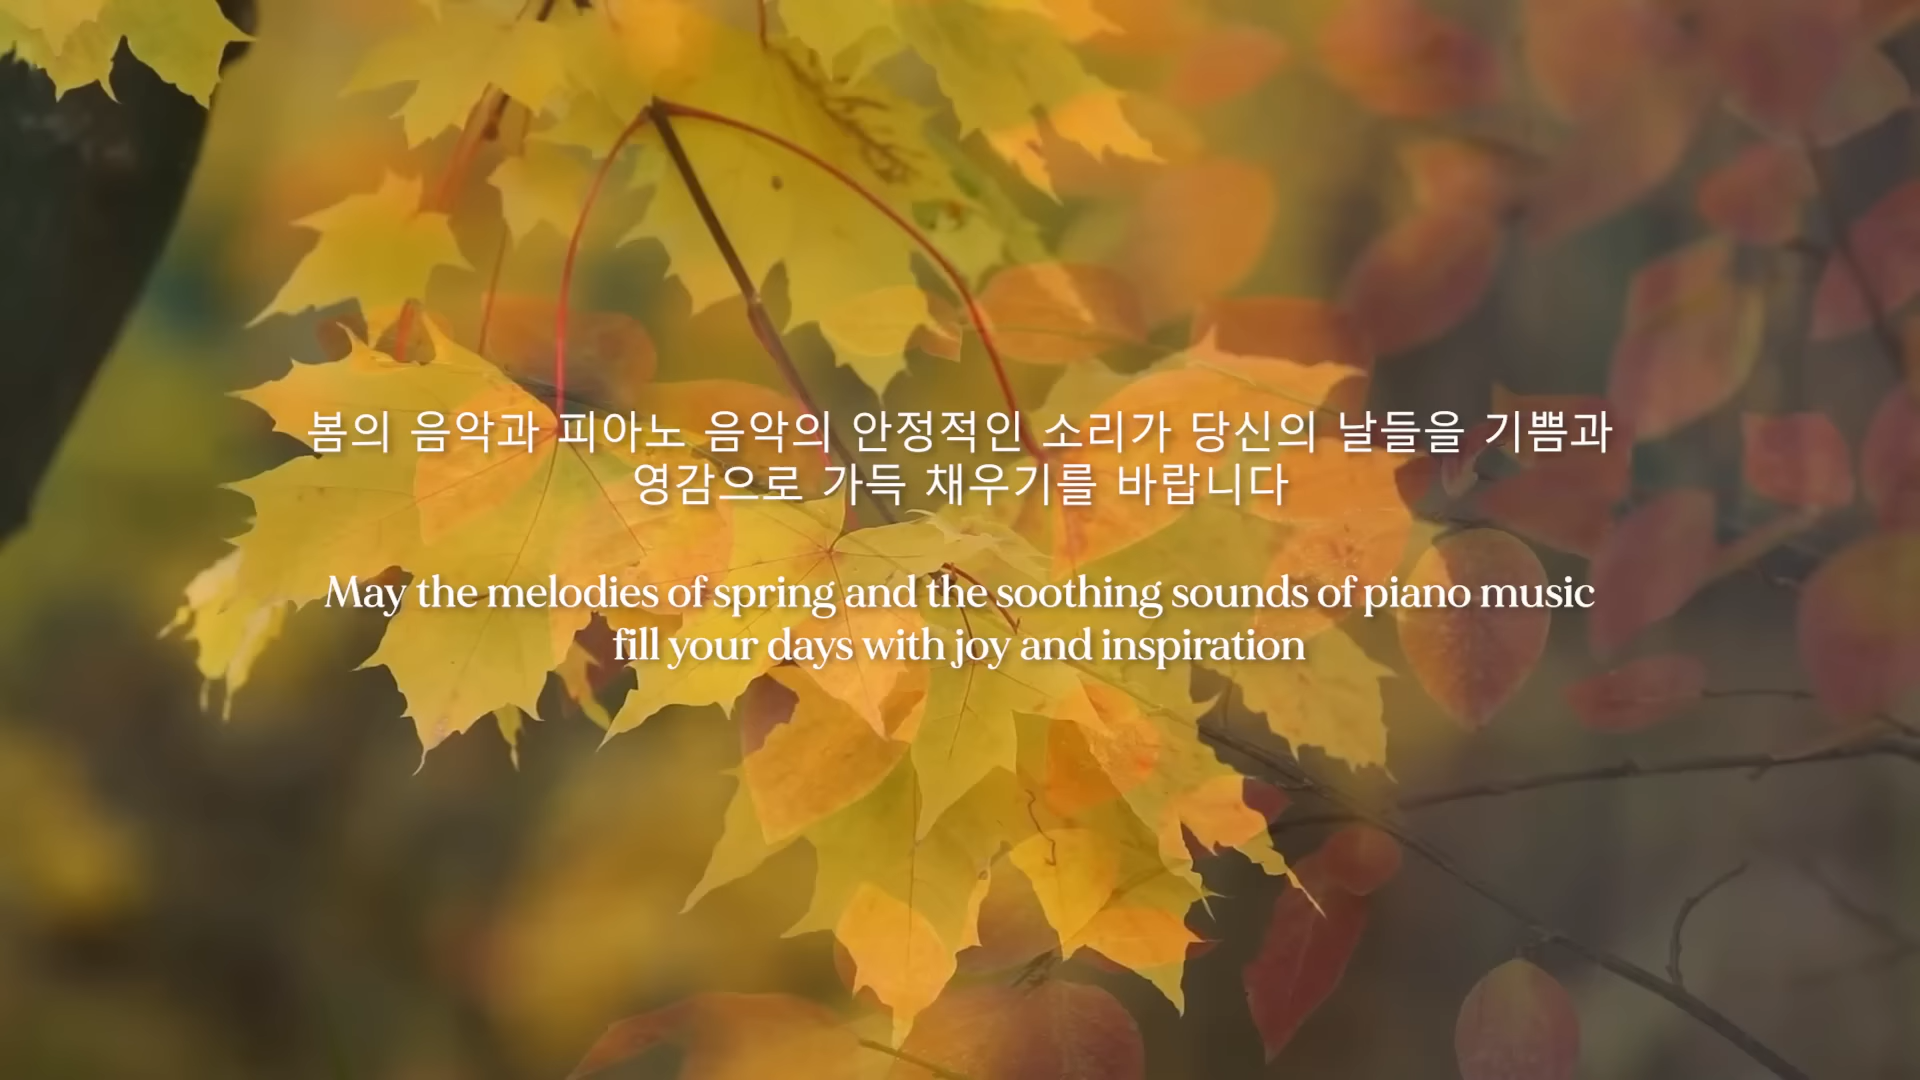 봄의 음악과 피아노 음악의 안정적인 소리가 당신의 날들을 기쁨과
영감으로 가득 채우기를 바랍니다
May the melodies of spring and the soothing sounds of piano music
fill your days with joy and inspiration